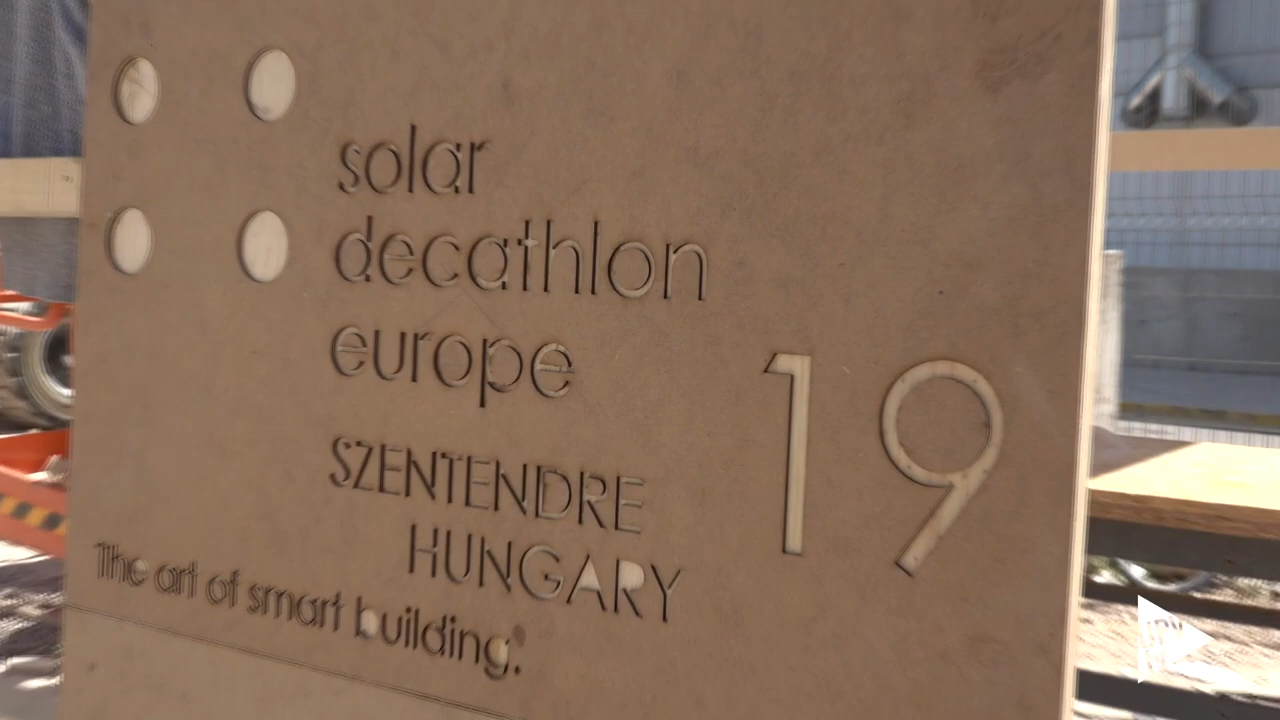 solar
decathlon
europe
19
SZENTENDRE
HUNGARY
The art of smart building.